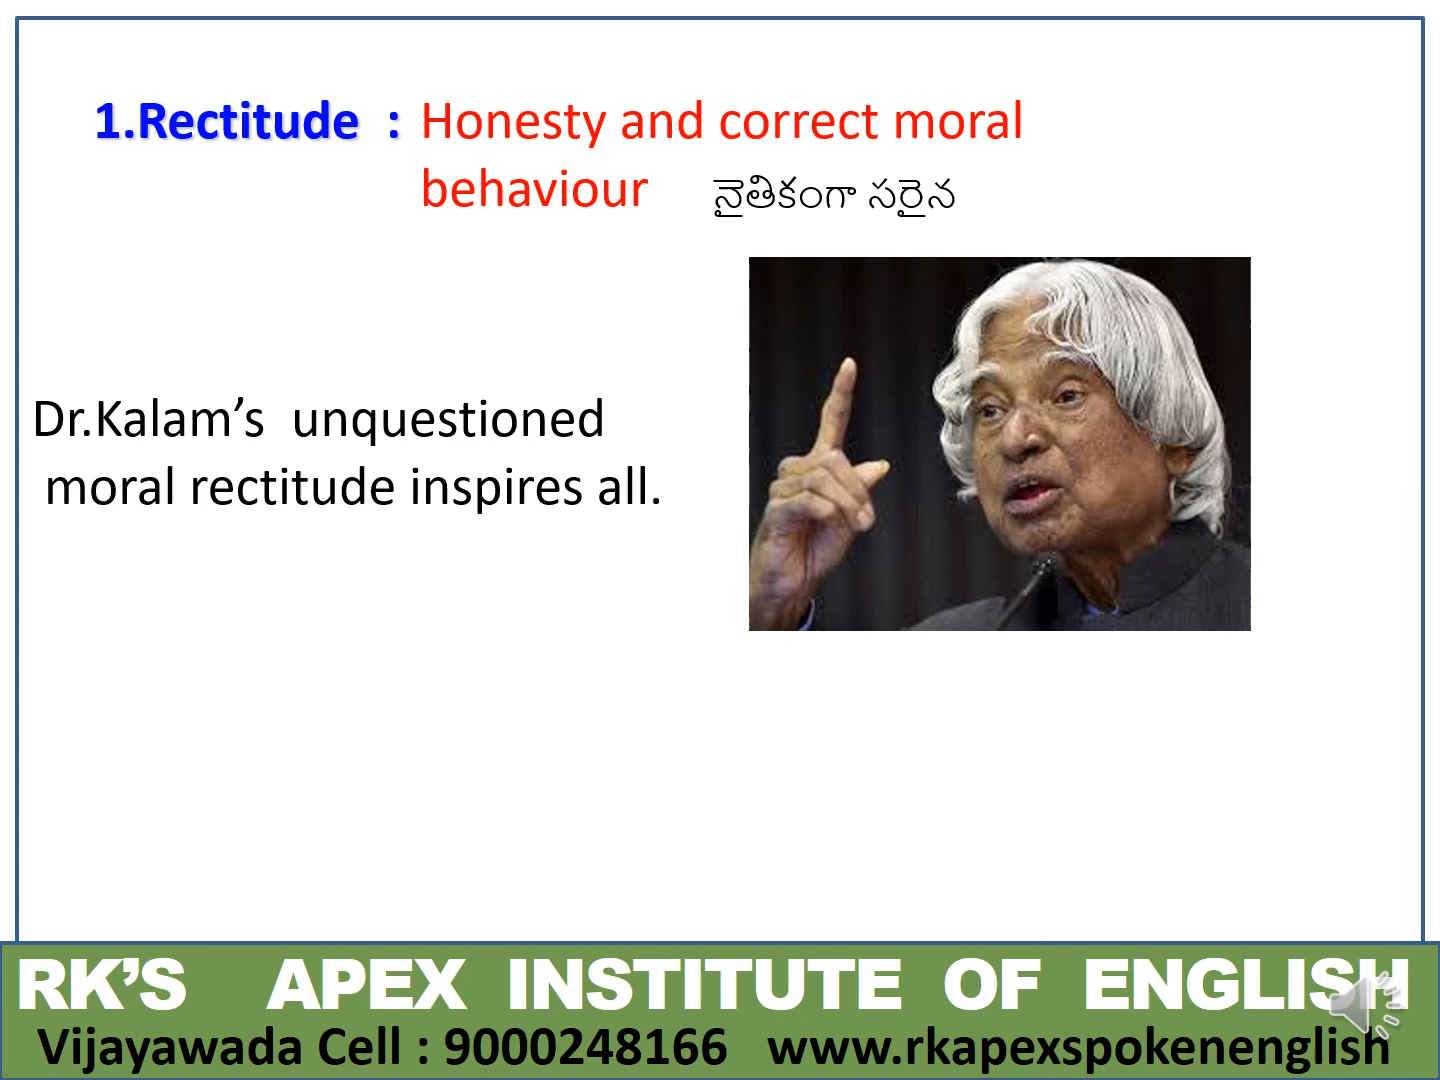 1.Rectitude : Honesty and correct moral
behaviour నైతికంగా సరైన
Dr.Kalam’s unquestioned
moral rectitude inspires all.
RK’S APEX INSTITUTE OF ENGLISH
Vijayawada Cell : 9000248166 www.rkapexspokenenglish